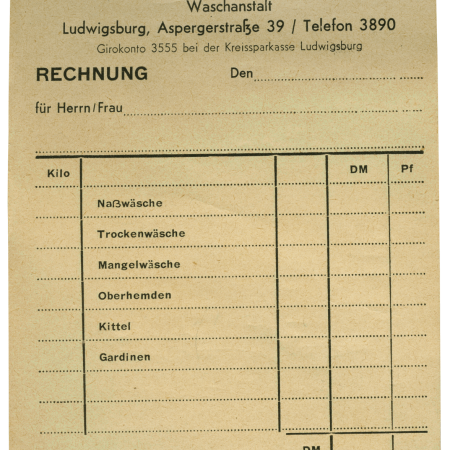 Waschanstalt
Ludwigsburg, Aspergerstraße 39 / Telefon 3890
Girokonto 3555 bei der Kreissparkasse Ludwigsburg
RECHNUNG Den
für Herrn/Frau
Kilo DM Pf
Naßwäsche
Trockenwäsche
Mangelwäsche
Oberhemden
Kittel
Gardinen
DM